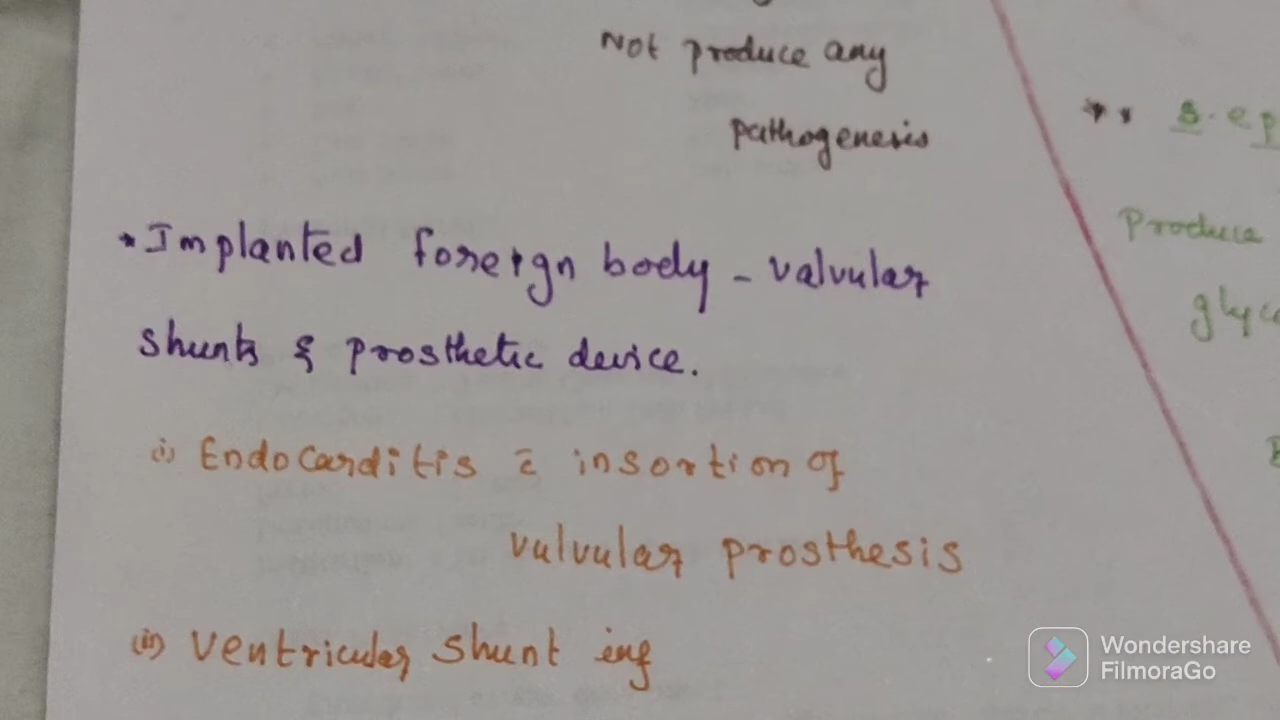 Not produce any
pathogenesis
* Implanted foreign body - valvular
shunts & prosthetic device.
(i) Endocarditis c̄ insortion of
valvular prosthesis
(ii) Ventricular shunt inf
** S. ep
Produce
glyc
Wondershare
FilmoraGo